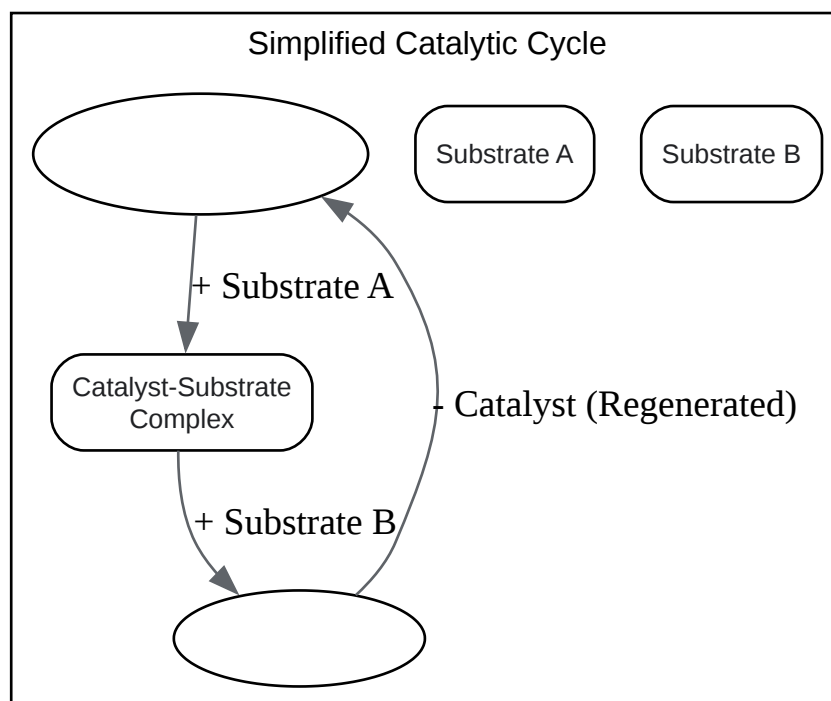 Simplified Catalytic Cycle
Substrate A
Substrate B
+ Substrate A
Catalyst-Substrate
Complex
- Catalyst (Regenerated)
+ Substrate B